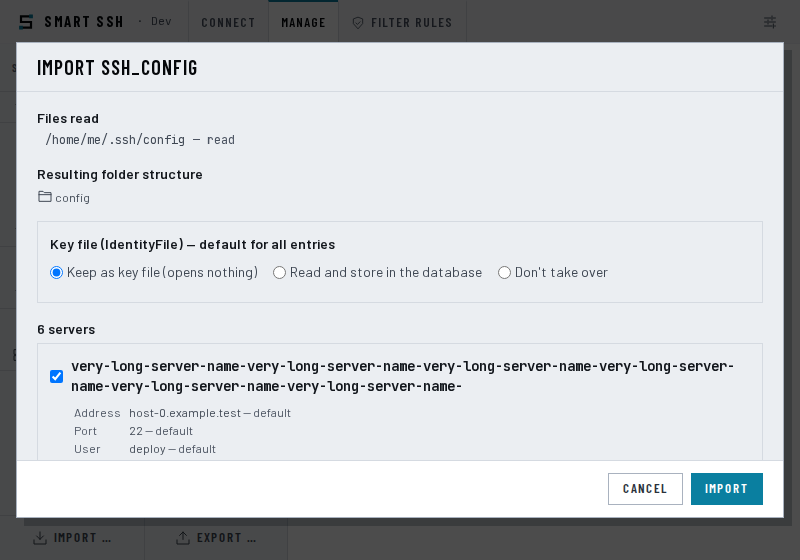 SMART SSH · Dev CONNECT MANAGE FILTER RULES
IMPORT SSH_CONFIG
Files read
/home/me/.ssh/config — read
Resulting folder structure
config
Key file (IdentityFile) — default for all entries
Keep as key file (opens nothing) Read and store in the database Don't take over
6 servers
very-long-server-name-very-long-server-name-very-long-server-name-very-long-server-
name-very-long-server-name-very-long-server-name-
Address host-0.example.test — default
Port 22 — default
User deploy — default
CANCEL IMPORT
IMPORT … EXPORT …